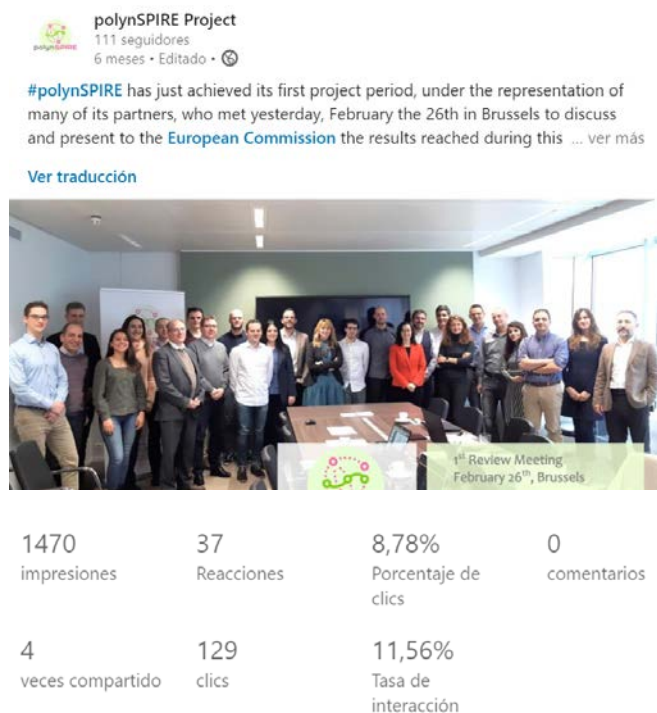 polynSPIRE Project
polynSPIRE
111 seguidores
6 meses • Editado •
#polynSPIRE has just achieved its first project period, under the representation of
many of its partners, who met yesterday, February the 26th in Brussels to discuss
and present to the European Commission the results reached during this ... ver más
Ver traducción
1st Review Meeting
February 26th, Brussels
1470
impresiones
37
Reacciones
8,78%
Porcentaje de
clics
0
comentarios
4
veces compartido
129
clics
11,56%
Tasa de
interacción